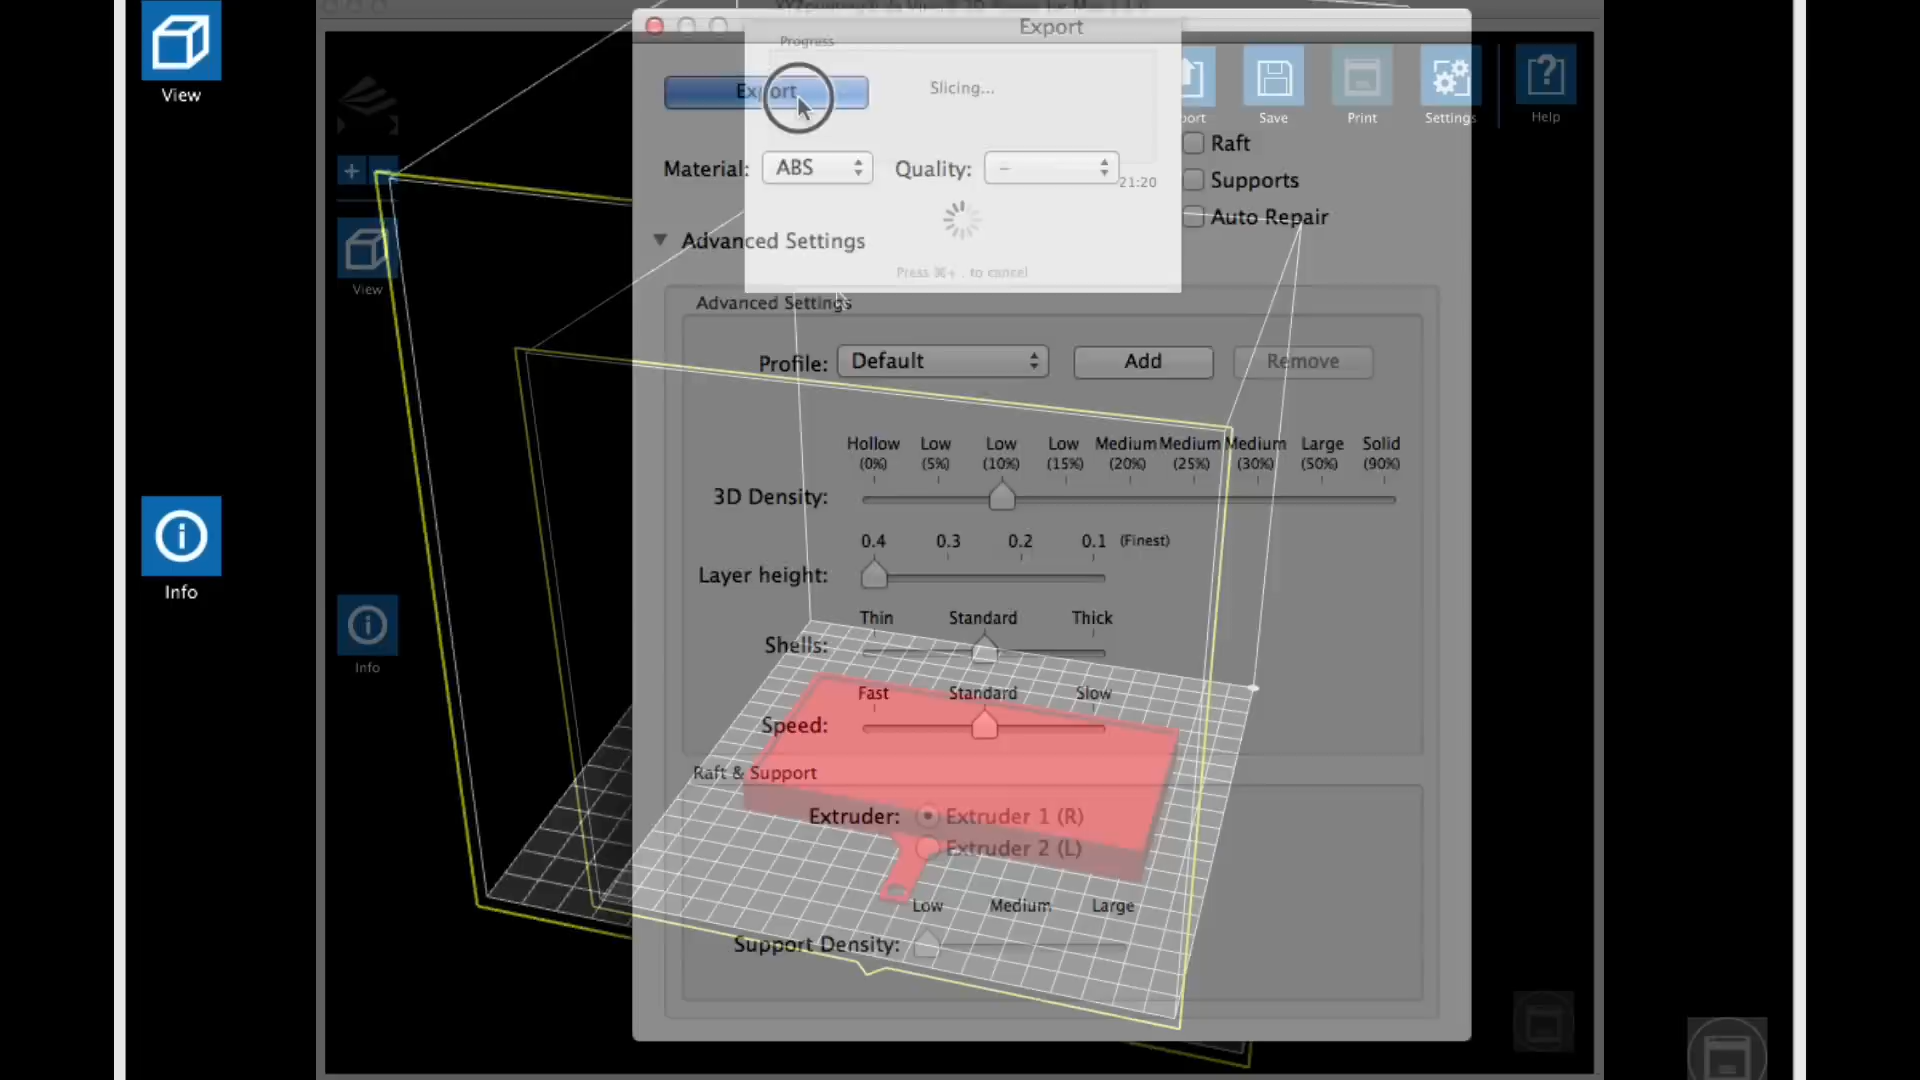 View
Info
View
Info
Export
Progress
Slicing...
21:20
Press ⌘+ . to cancel
Export
ort
Save
Print
Settings
Help
Material: ABS
Quality: –
Raft
Supports
Auto Repair
Advanced Settings
Advanced Settings
Profile: Default
Add
Remove
Hollow Low Low Low Medium Medium Medium Large Solid
(0%) (5%) (10%) (15%) (20%) (25%) (30%) (50%) (90%)
3D Density:
0.4 0.3 0.2 0.1 (Finest)
Layer height:
Thin Standard Thick
Shells:
Fast Standard Slow
Speed:
Raft & Support
Extruder: Extruder 1 (R)
Extruder 2 (L)
Low Medium Large
Support Density: